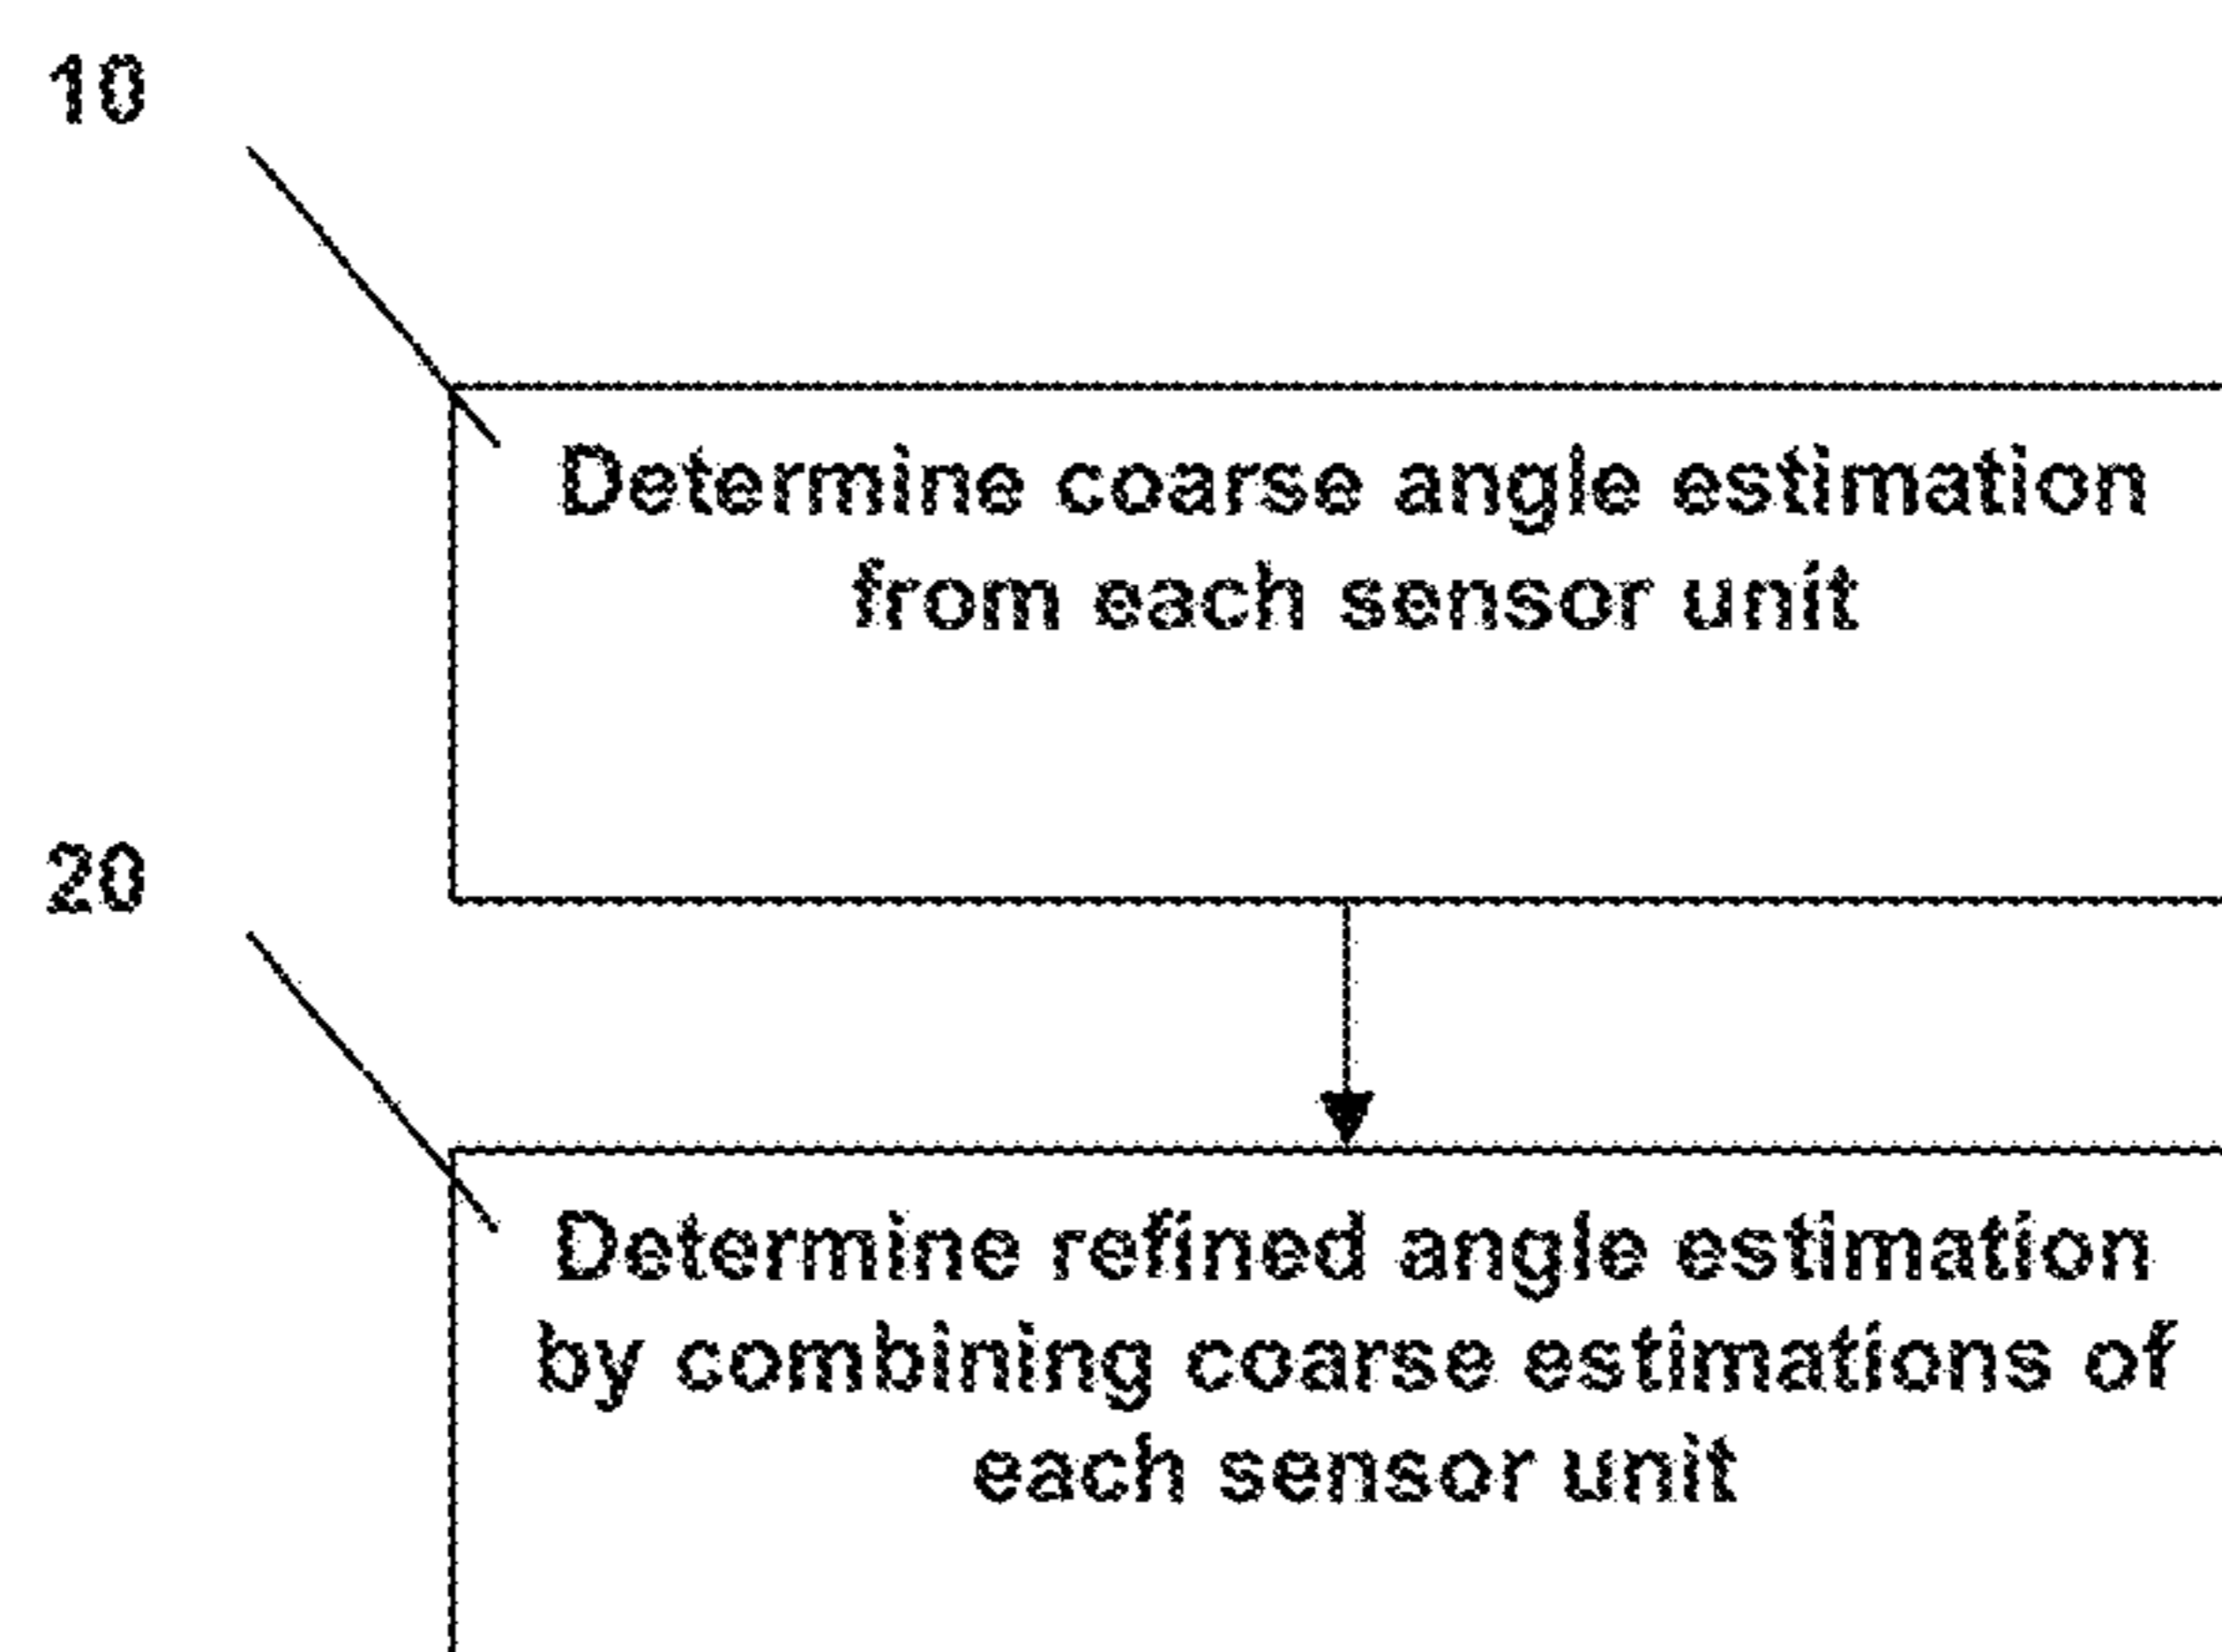 10
Determine coarse angle estimation
from each sensor unit
20
Determine refined angle estimation
by combining coarse estimations of
each sensor unit